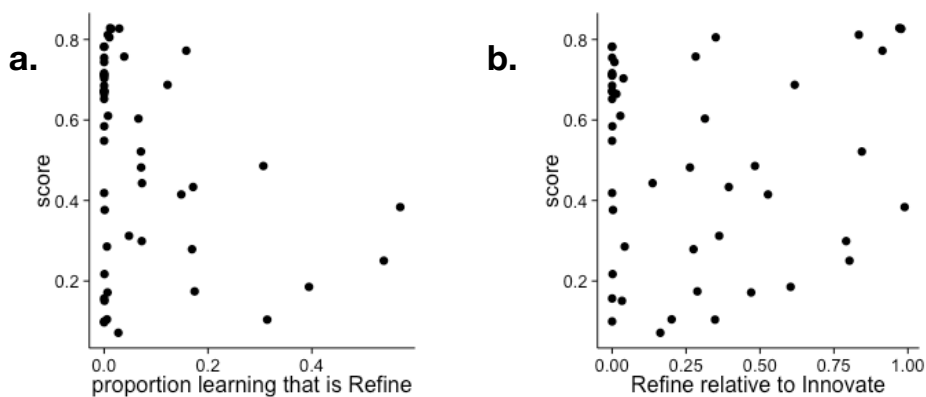 a.
score
0.8
0.6
0.4
0.2
0.0 0.2 0.4
proportion learning that is Refine
b.
score
0.8
0.6
0.4
0.2
0.00 0.25 0.50 0.75 1.00
Refine relative to Innovate